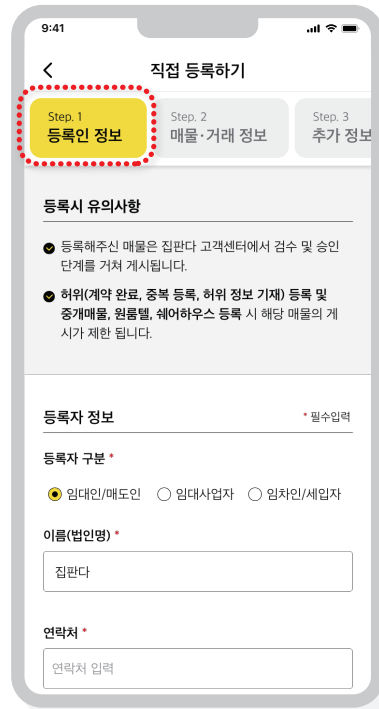 9:41
직접 등록하기
Step. 1
등록인 정보
Step. 2
매물·거래 정보
Step. 3
추가 정보
등록시 유의사항
등록해주신 매물은 집판다 고객센터에서 검수 및 승인
단계를 거쳐 게시됩니다.
허위(계약 완료, 중복 등록, 허위 정보 기재) 등록 및
중개매물, 원룸텔, 쉐어하우스 등록 시 해당 매물의 게
시가 제한 됩니다.
등록자 정보
* 필수입력
등록자 구분 *
임대인/매도인 임대사업자 임차인/세입자
이름(법인명) *
집판다
연락처 *
연락처 입력